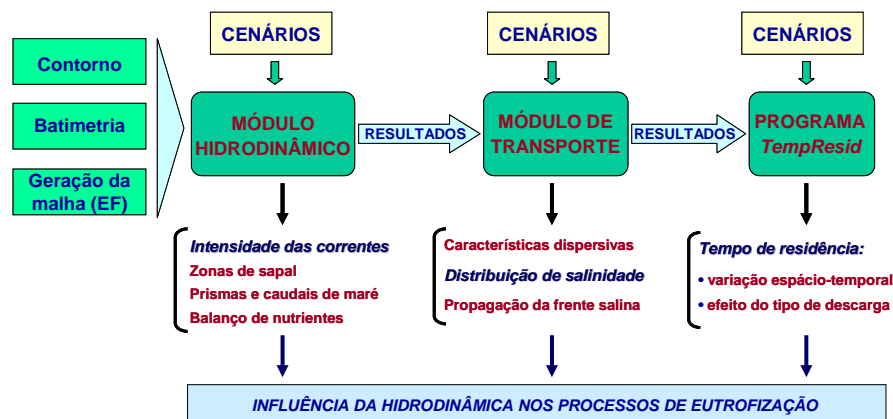 CENÁRIOS
CENÁRIOS
CENÁRIOS
Contorno
Batimetria
Geração da
malha (EF)
MÓDULO
HIDRODINÂMICO
RESULTADOS
MÓDULO DE
TRANSPORTE
RESULTADOS
PROGRAMA
TempResid
Intensidade das correntes
Zonas de sapal
Prismas e caudais de maré
Balanço de nutrientes
Características dispersivas
Distribuição de salinidade
Propagação da frente salina
Tempo de residência:
• variação espácio-temporal
• efeito do tipo de descarga
INFLUÊNCIA DA HIDRODINÂMICA NOS PROCESSOS DE EUTROFIZAÇÃO